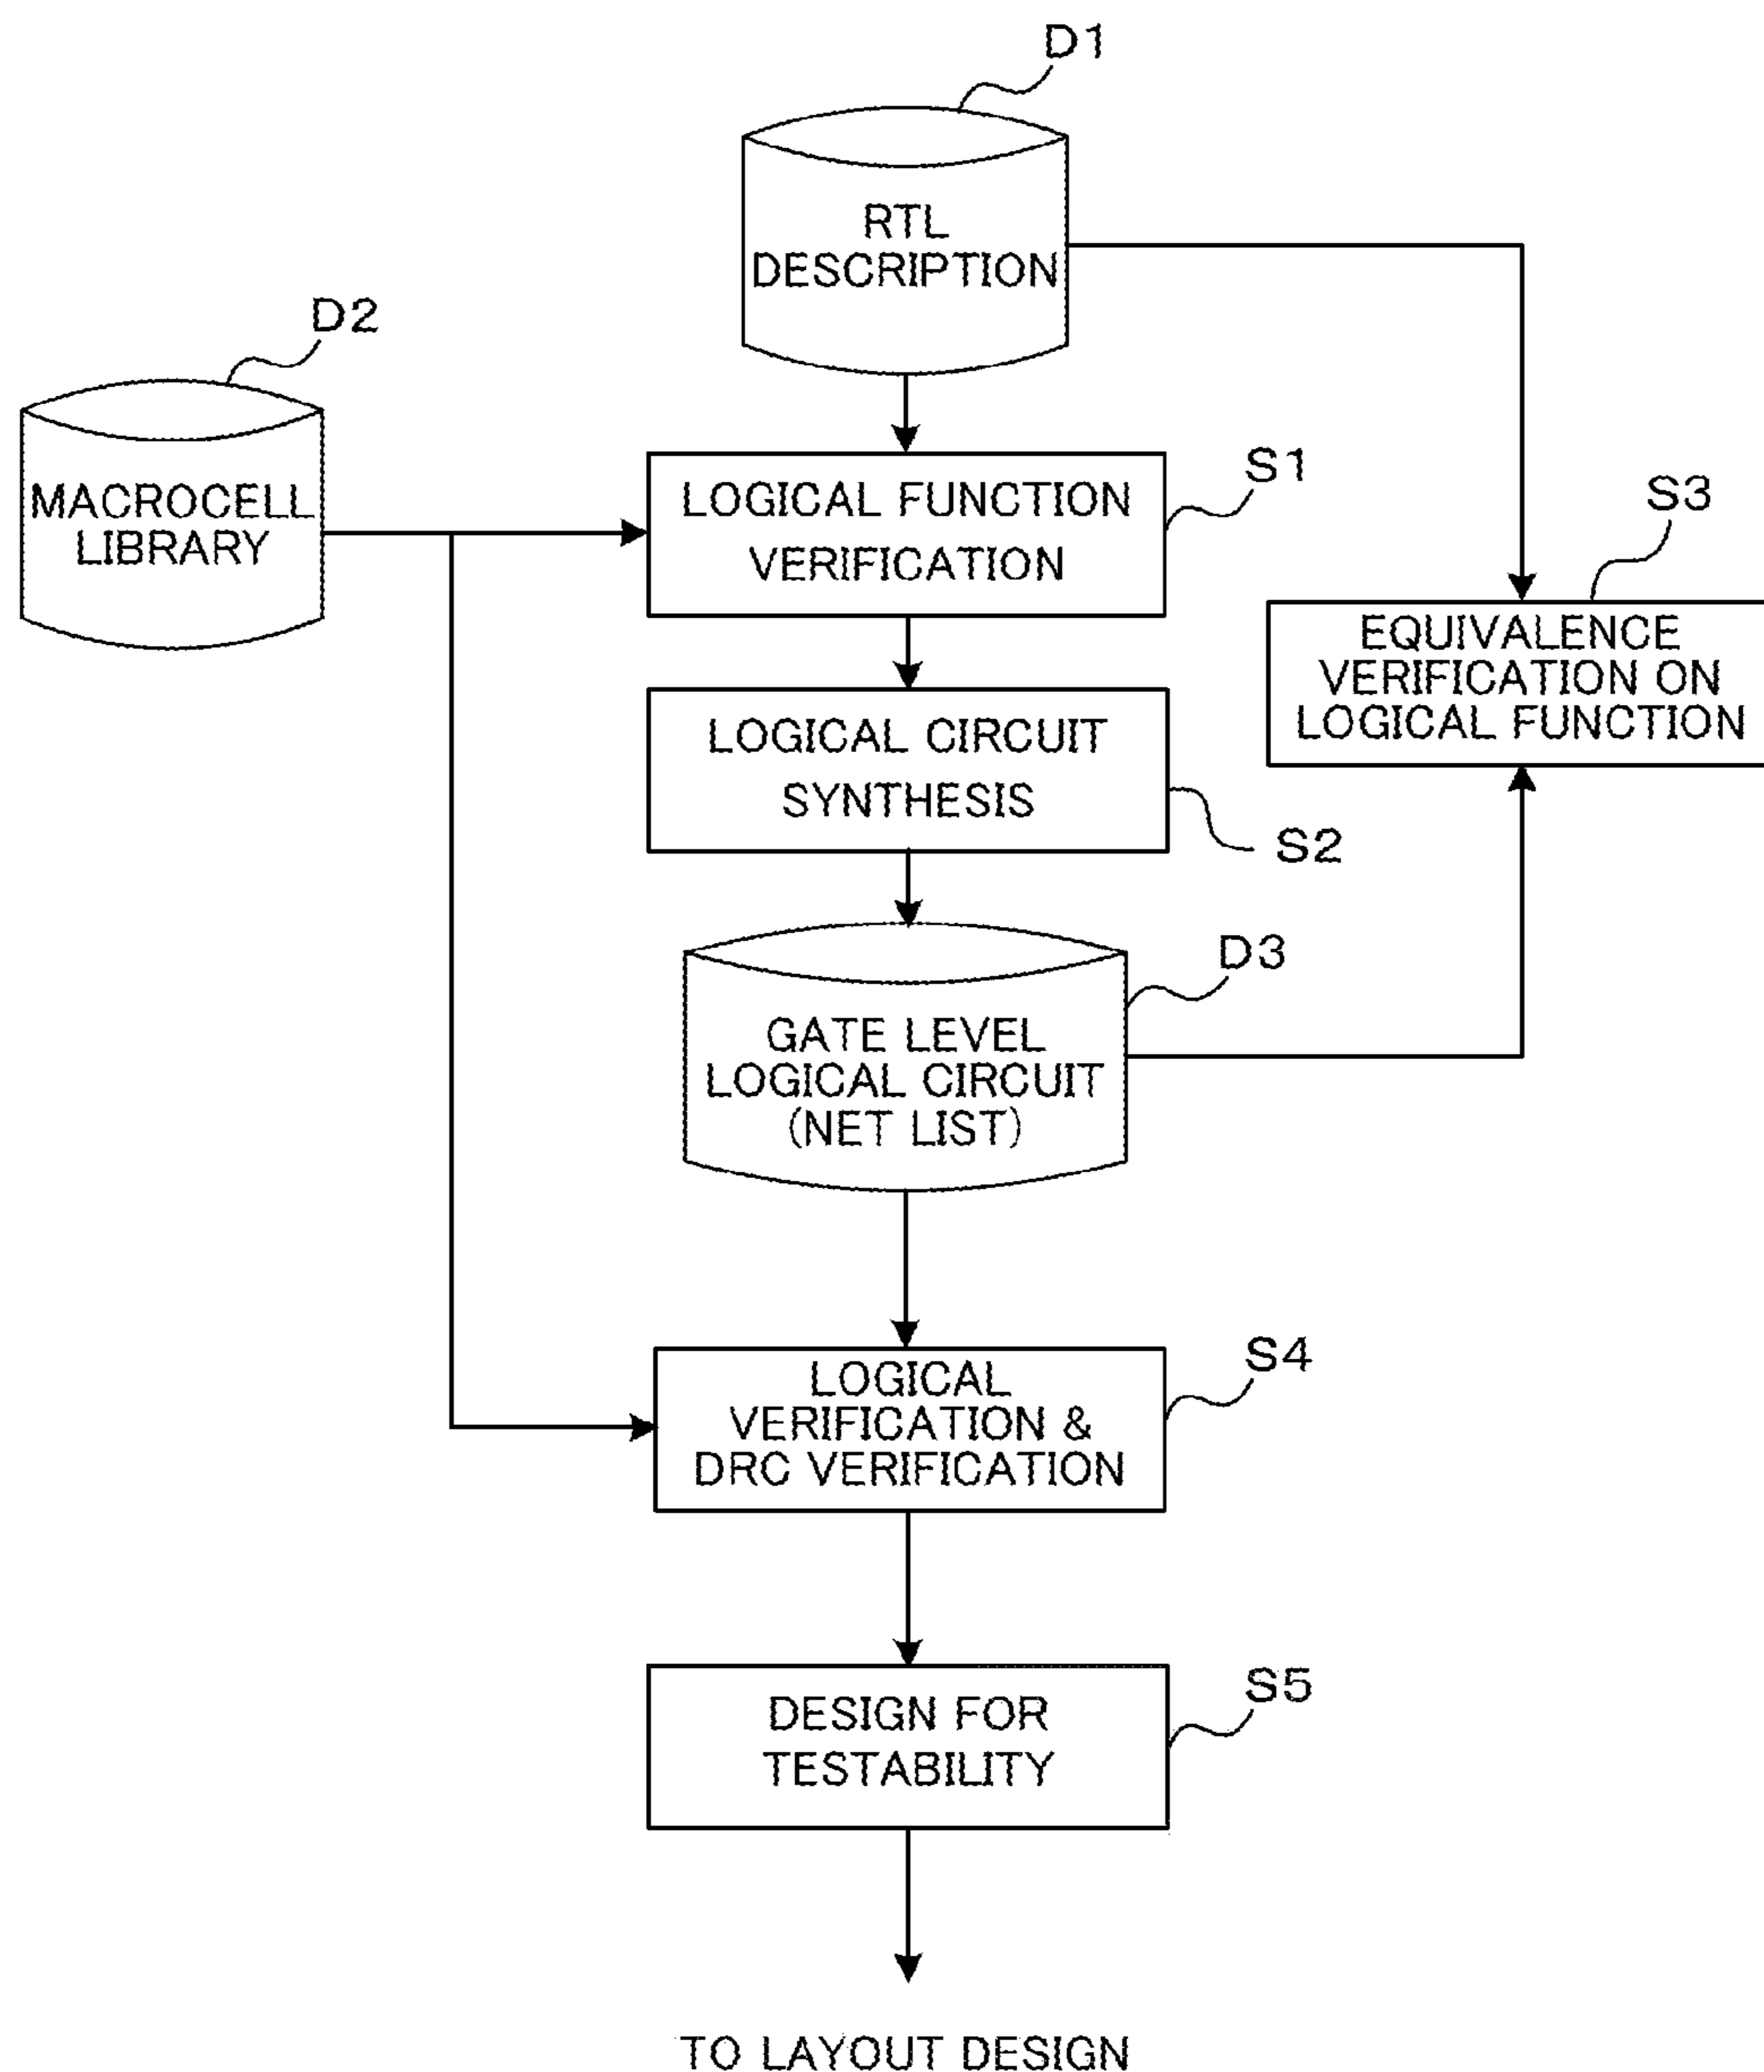 D1
RTL
DESCRIPTION
D2
MACROCELL
LIBRARY
LOGICAL FUNCTION
VERIFICATION
S1
S3
EQUIVALENCE
VERIFICATION ON
LOGICAL FUNCTION
LOGICAL CIRCUIT
SYNTHESIS
S2
D3
GATE LEVEL
LOGICAL CIRCUIT
(NET LIST)
S4
LOGICAL
VERIFICATION &
DRC VERIFICATION
S5
DESIGN FOR
TESTABILITY
TO LAYOUT DESIGN